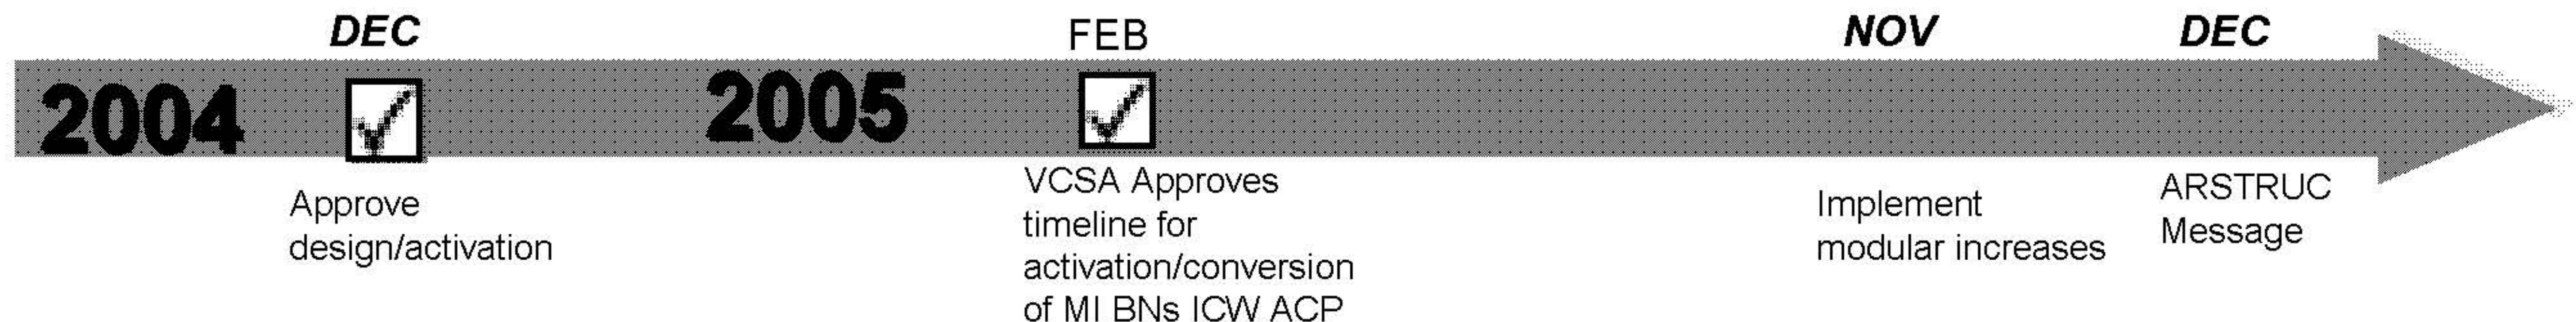 DEC
FEB
NOV
DEC
2004
2005
Approve
design/activation
VCSA Approves
timeline for
activation/conversion
of MI BNs ICW ACP
Implement
modular increases
ARSTRUC
Message